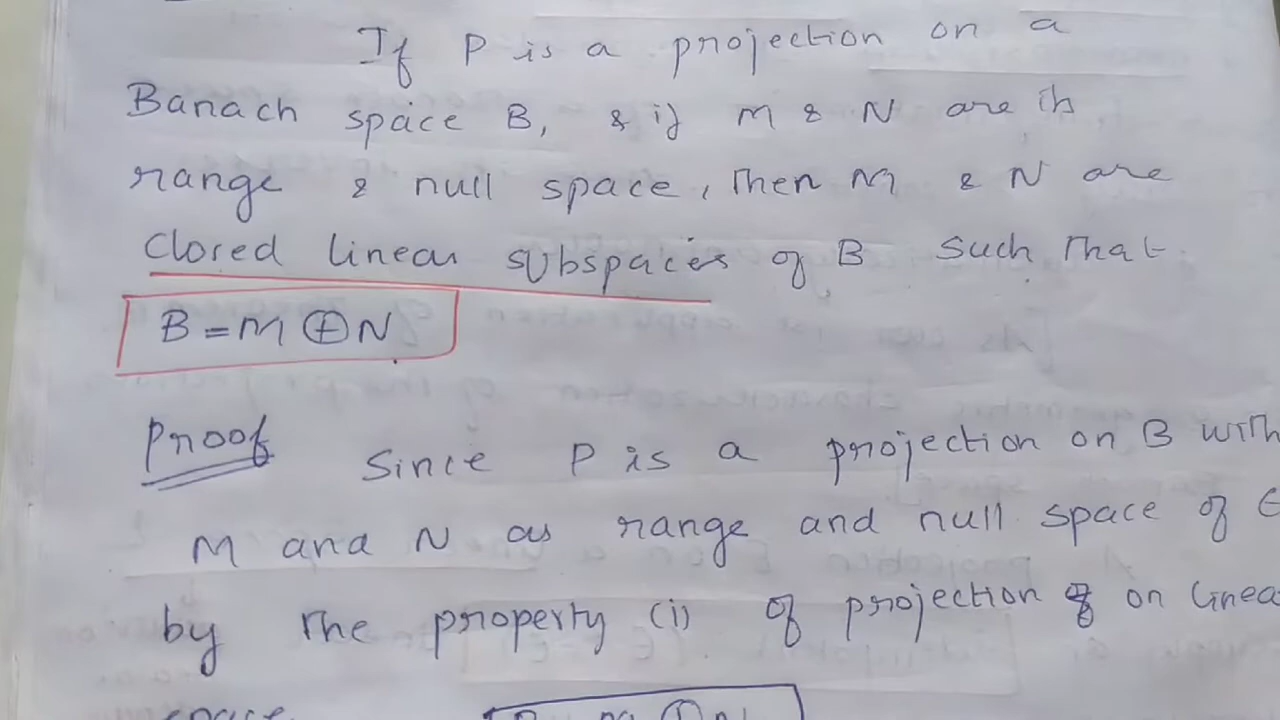 If P is a projection on a
Banach space B, & if M & N are its
range & null space, Then M & N are
closed linear subspaces of B such That
B = M ⊕ N
Proof Since P is a projection on B with
M and N as range and null space of
by The property (i) of projection on linea
space